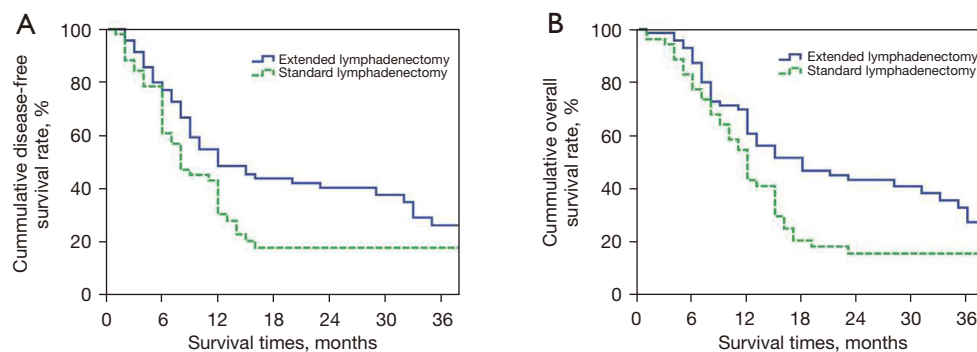 A
Cummulative disease-free
survival rate, %
100
80
60
40
20
0
Extended lymphadenectomy
Standard lymphadenectomy
0 6 12 18 24 30 36
Survival times, months
B
Cummulative overall
survival rate, %
100
80
60
40
20
0
Extended lymphadenectomy
Standard lymphadenectomy
0 6 12 18 24 30 36
Survival times, months